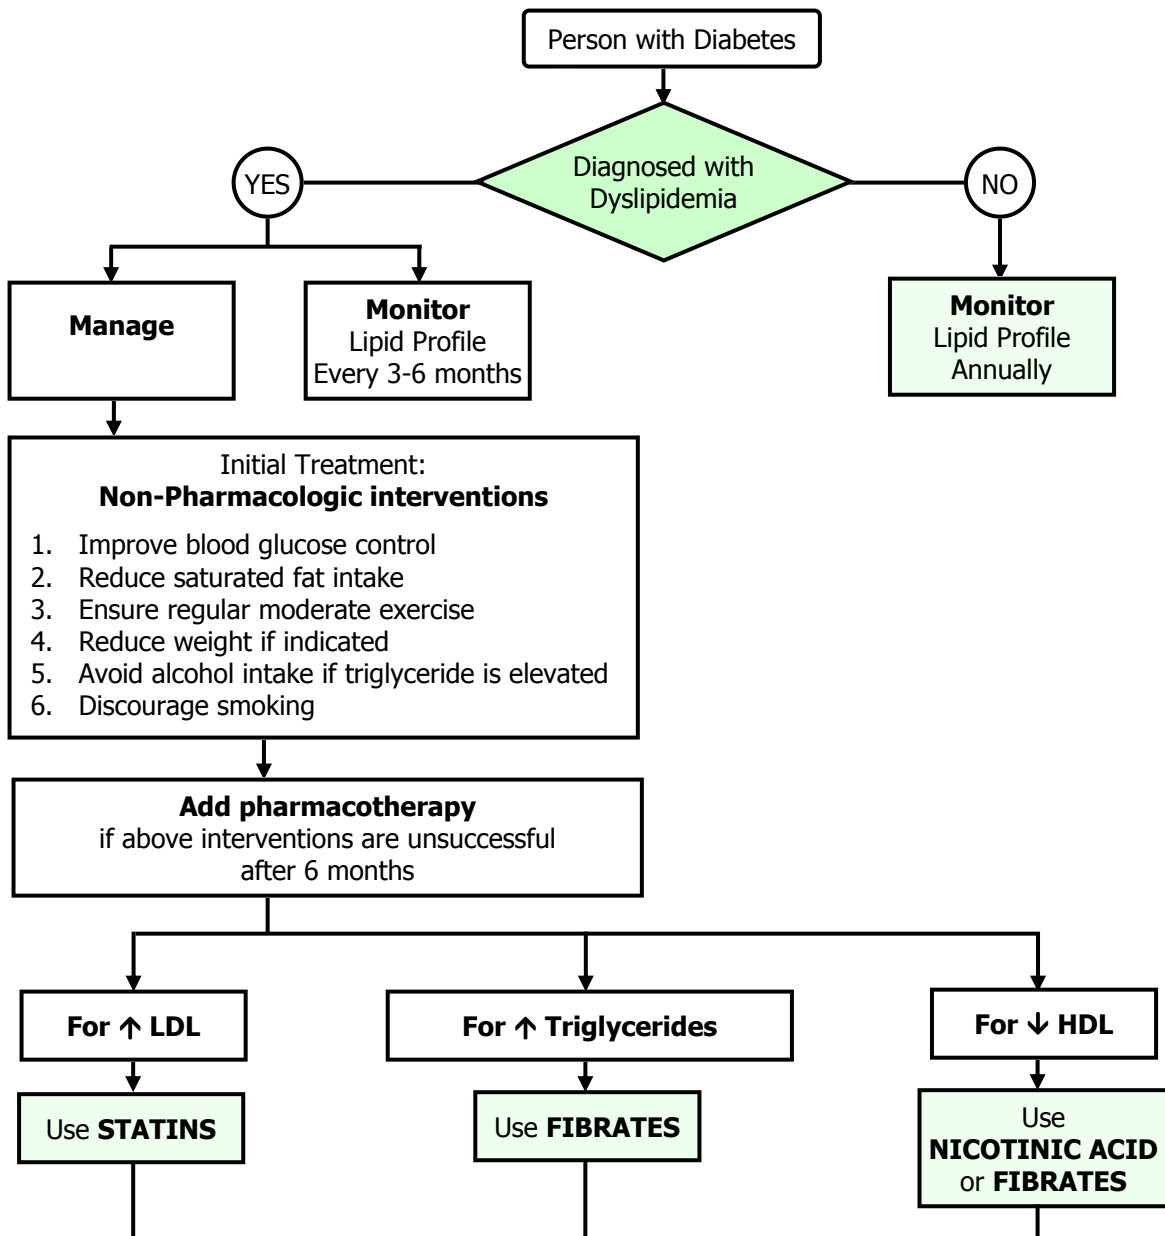 Person with Diabetes
Diagnosed with
Dyslipidemia
YES
NO
Manage
Monitor
Lipid Profile
Every 3-6 months
Monitor
Lipid Profile
Annually
Initial Treatment:
Non-Pharmacologic interventions
1. Improve blood glucose control
2. Reduce saturated fat intake
3. Ensure regular moderate exercise
4. Reduce weight if indicated
5. Avoid alcohol intake if triglyceride is elevated
6. Discourage smoking
Add pharmacotherapy
if above interventions are unsuccessful
after 6 months
For ↑ LDL
For ↑ Triglycerides
For ↓ HDL
Use STATINS
Use FIBRATES
Use
NICOTINIC ACID
or FIBRATES